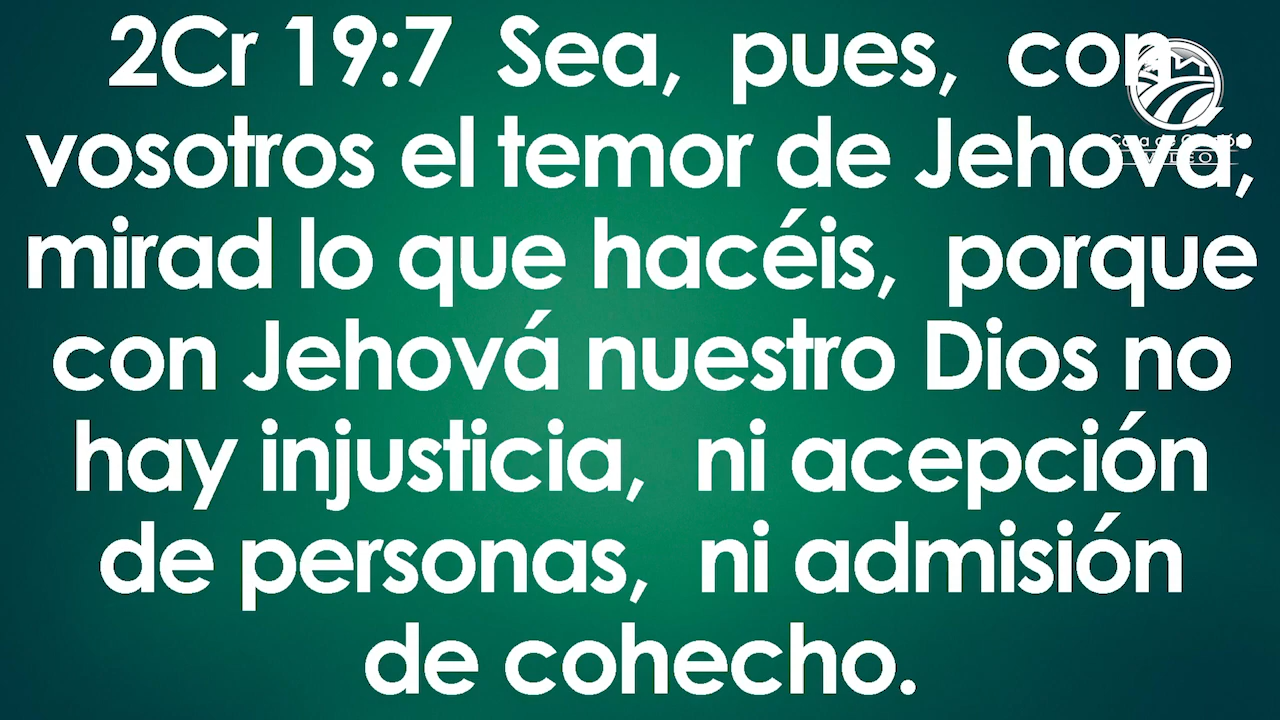 2Cr 19:7 Sea, pues, con
vosotros el temor de Jehová;
mirad lo que hacéis, porque
con Jehová nuestro Dios no
hay injusticia, ni acepción
de personas, ni admisión
de cohecho.